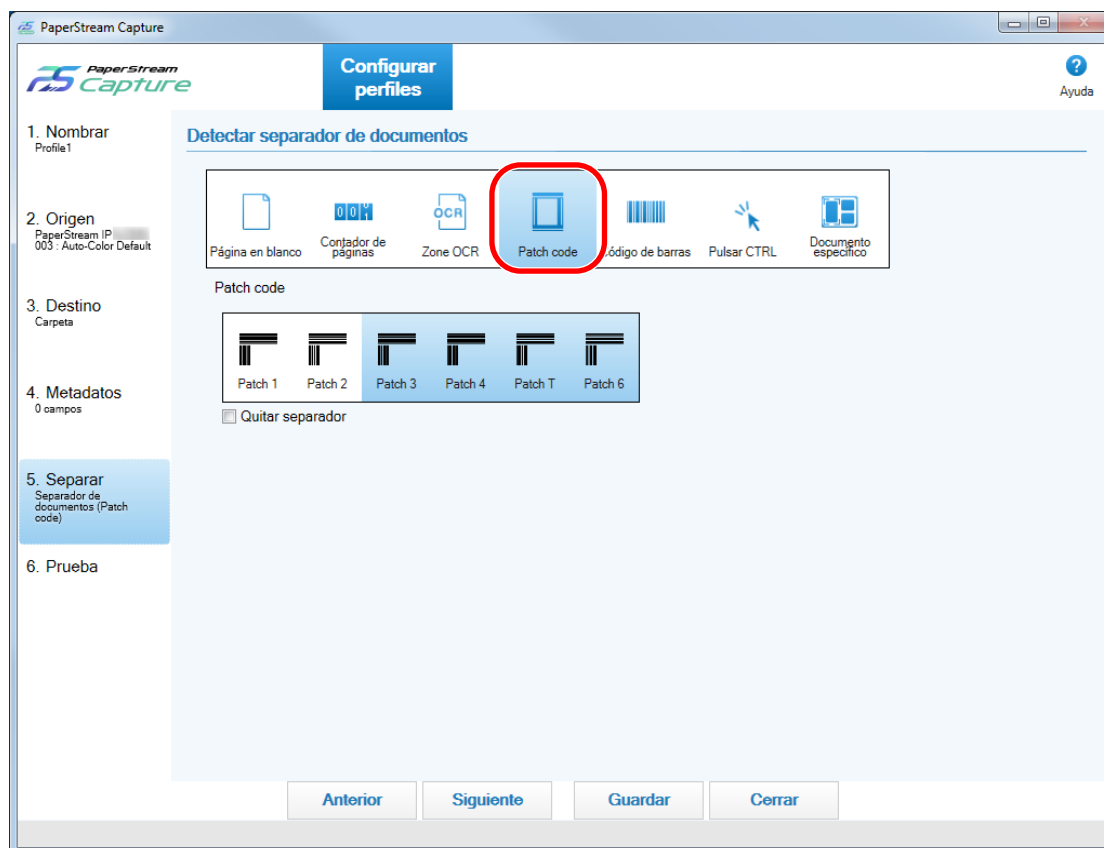 PaperStream Capture
PaperStream
Capture
Configurar
perfiles
Ayuda
1. Nombrar
Profile1
2. Origen
PaperStream IP
003 : Auto-Color Default
3. Destino
Carpeta
4. Metadatos
0 campos
5. Separar
Separador de
documentos (Patch
code)
6. Prueba
Detectar separador de documentos
Página en blanco
Contador de
páginas
OCR
Zone OCR
Patch code
ódigo de barras
Pulsar CTRL
Documento
específico
Patch code
Patch 1
Patch 2
Patch 3
Patch 4
Patch T
Patch 6
Quitar separador
Anterior
Siguiente
Guardar
Cerrar